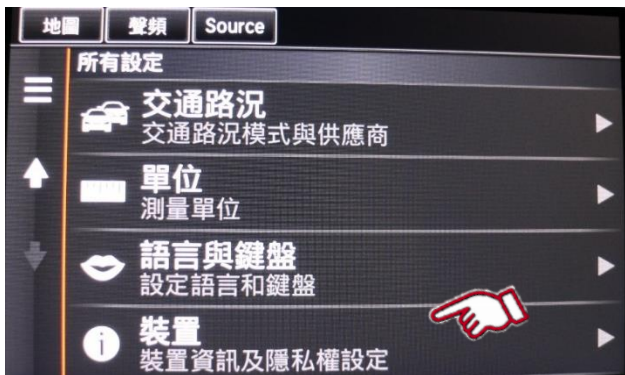 地圖 聲頻 Source
所有設定
交通路況
交通路況模式與供應商
單位
測量單位
語言與鍵盤
設定語言和鍵盤
裝置
裝置資訊及隱私權設定